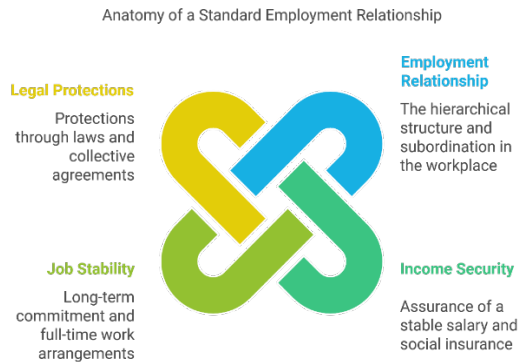 Anatomy of a Standard Employment Relationship
Legal Protections
Protections
through laws and
collective
agreements
Employment
Relationship
The hierarchical
structure and
subordination in
the workplace
Job Stability
Long-term
commitment and
full-time work
arrangements
Income Security
Assurance of a
stable salary and
social insurance